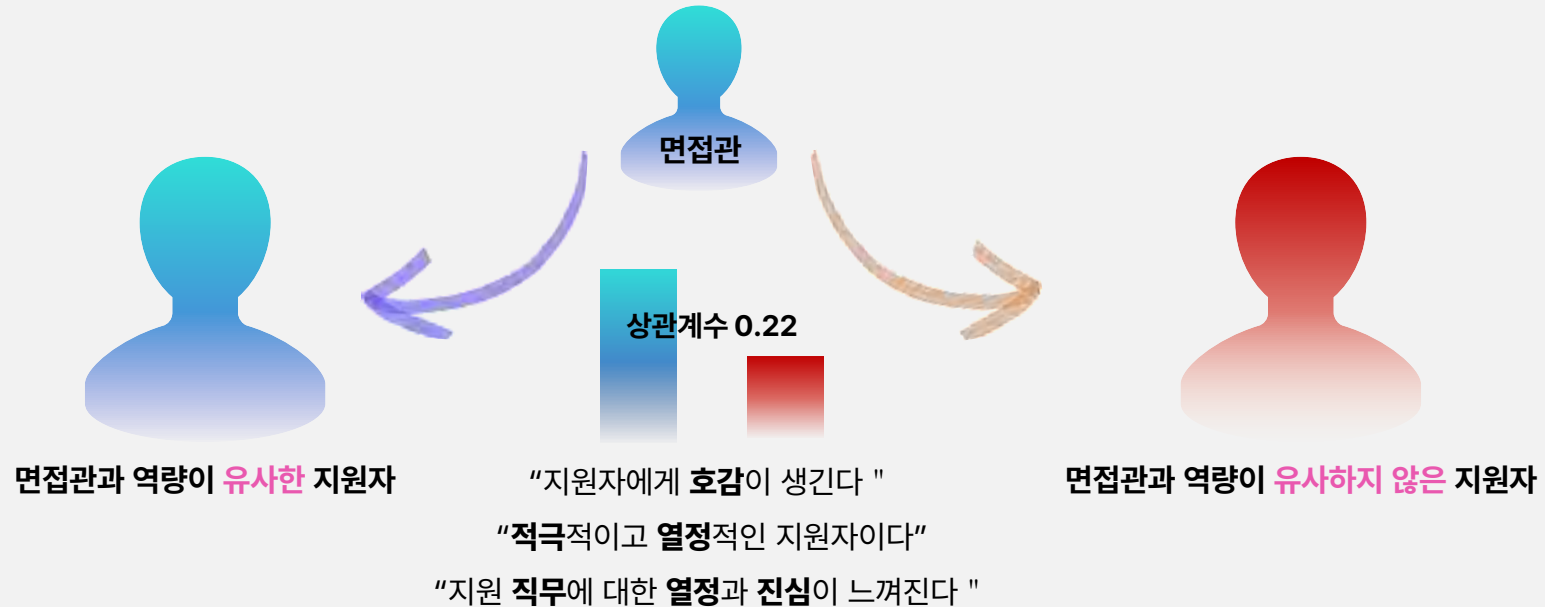 면접관
상관계수 0.22
면접관과 역량이 유사한 지원자
“지원자에게 호감이 생긴다 "
“적극적이고 열정적인 지원자이다”
“지원 직무에 대한 열정과 진심이 느껴진다 "
면접관과 역량이 유사하지 않은 지원자